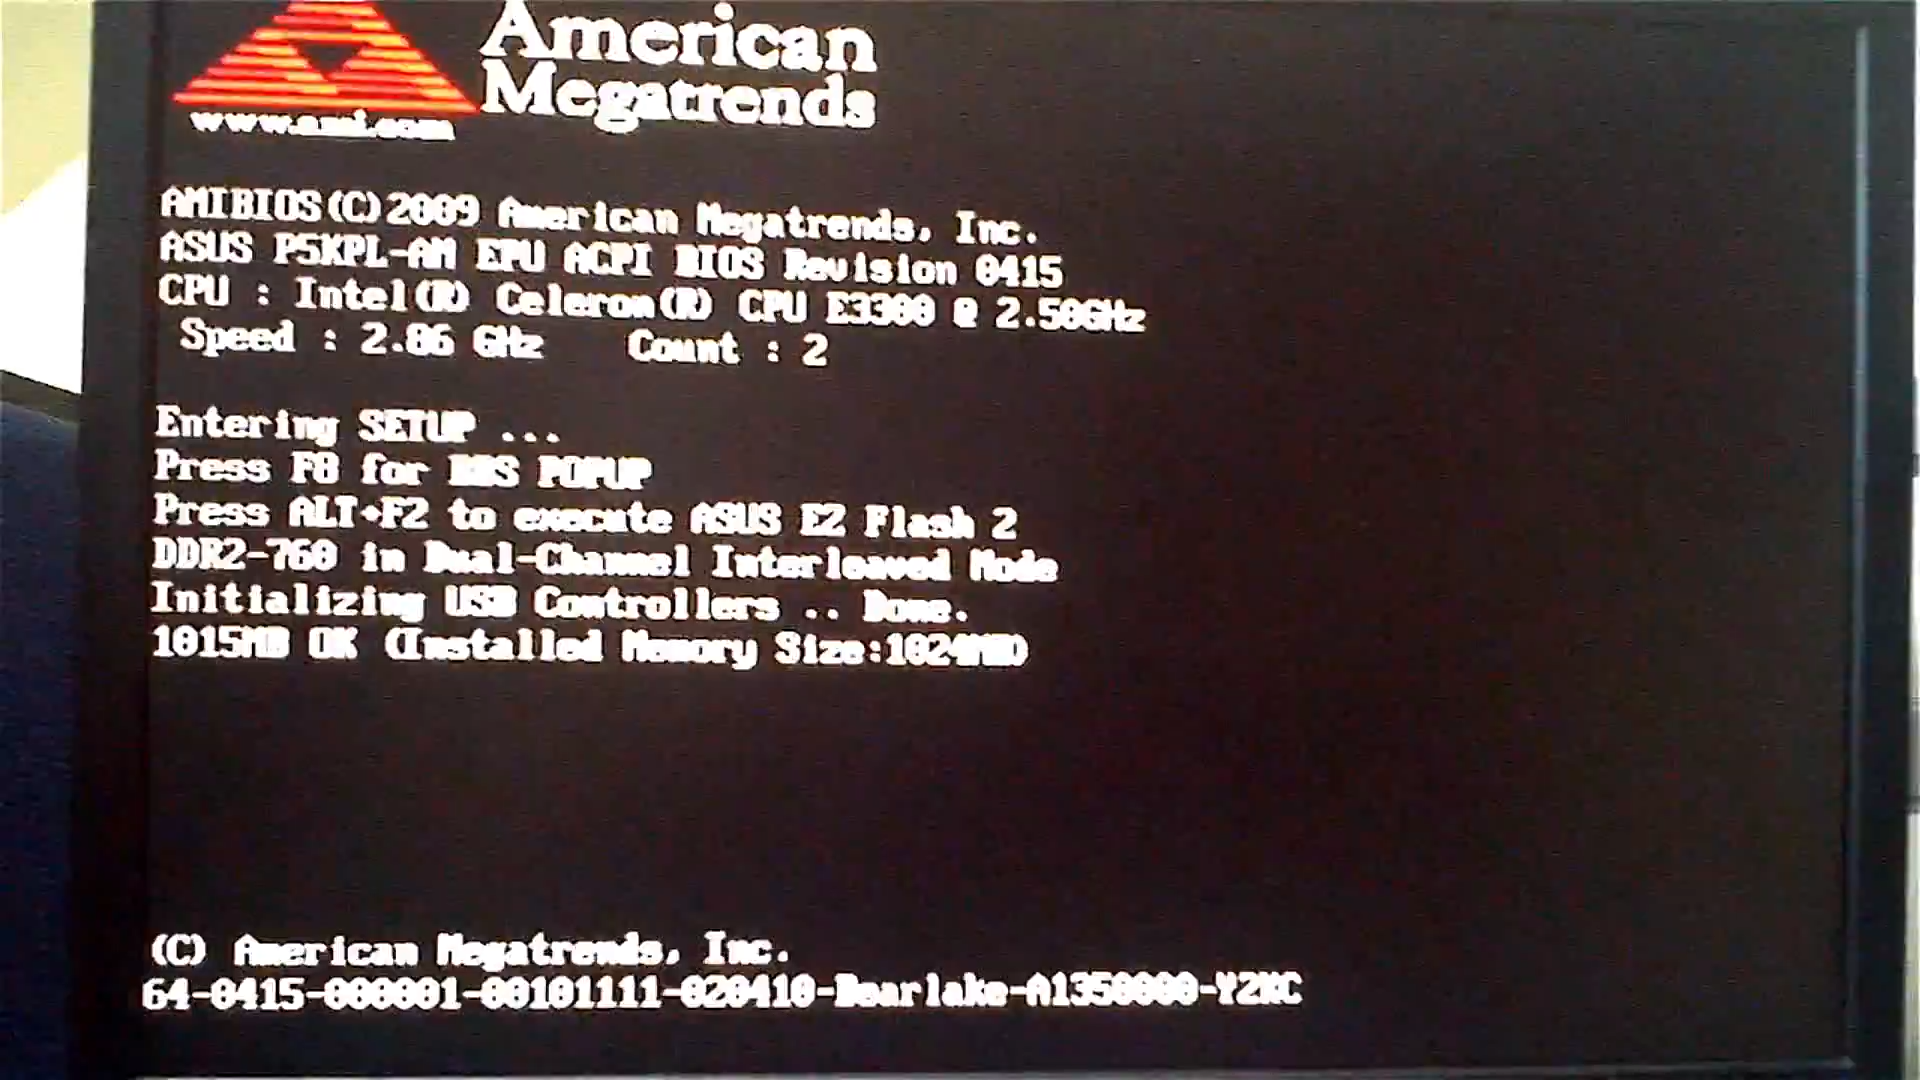 American
Megatrends
www.ami.com
AMIBIOS(C)2009 American Megatrends, Inc.
ASUS P5KPL-AM EPU ACPI BIOS Revision 0415
CPU : Intel(R) Celeron(R) CPU E3300 @ 2.50GHz
Speed : 2.86 GHz Count : 2
Entering SETUP ...
Press F8 for BBS POPUP
Press ALT+F2 to execute ASUS EZ Flash 2
DDR2-760 in Dual-Channel Interleaved Mode
Initializing USB Controllers .. Done.
1015MB OK (Installed Memory Size:1024MB)
(C) American Megatrends, Inc.
64-0415-000001-00101111-020410-Bearlake-A1350000-Y2KC